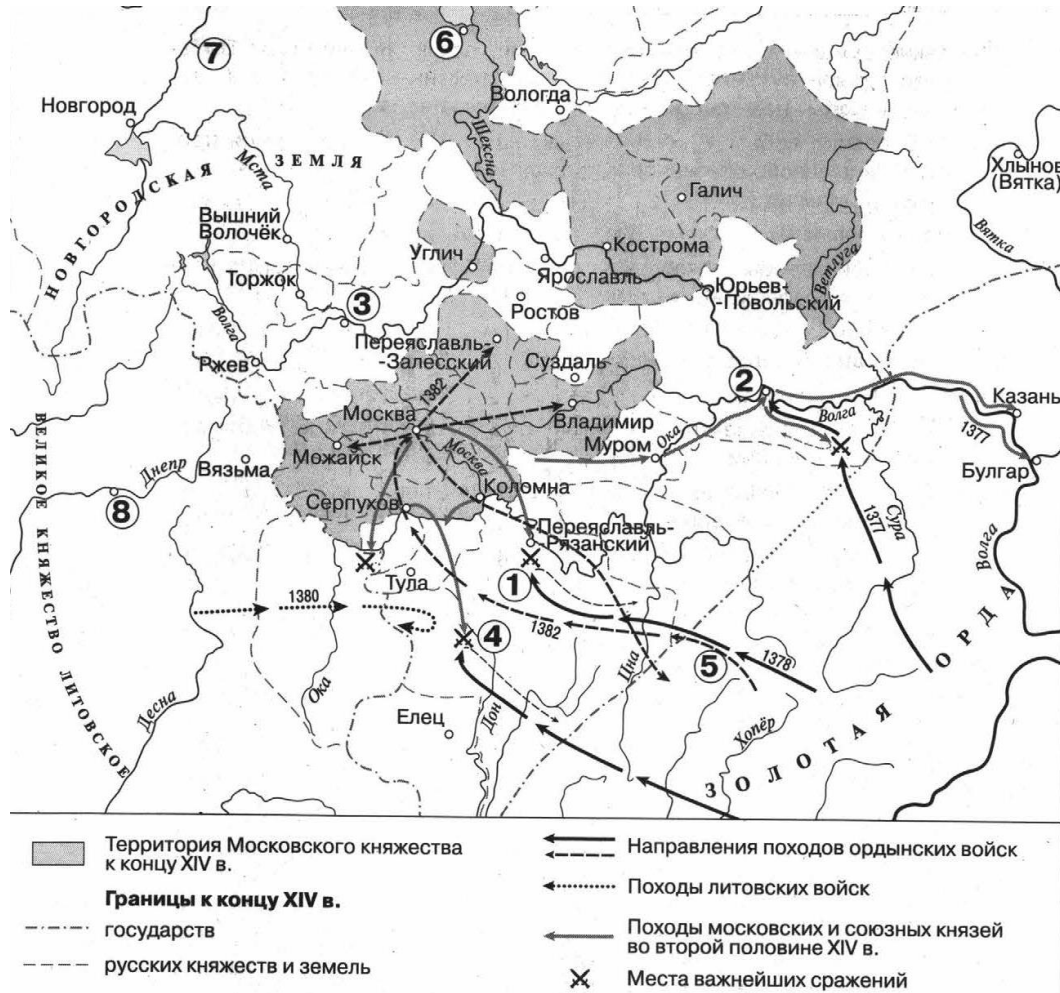 7
6
Новгород
Вологда
Шексна
Мста
НОВГОРОДСКАЯ ЗЕМЛЯ
Хлынов
(Вятка)
Вятка
Галич
Вышний
Волочёк
Углич
Ярославль
Кострома
Ветлуга
Торжок
3
Юрьев-
-Повольский
Волга
Ростов
Ржев
Переяславль-
-Залесский
Суздаль
2
1382
Москва
Владимир
Волга
Казань
1377
Можайск
Москва
Муром
Ока
Днепр
Вязьма
8
Коломна
Булгар
Серпухов
Переяславль-
Рязанский
1377
Сура
Волга
Тула
1
1380
4
1382
5
1378
Цна
Ока
Десна
Елец
Дон
Хопёр
ВЕЛИКОЕ КНЯЖЕСТВО ЛИТОВСКОЕ
ЗОЛОТАЯ ОРДА
Территория Московского княжества
к концу XIV в.
Границы к концу XIV в.
государств
русских княжеств и земель
Направления походов ордынских войск
Походы литовских войск
Походы московских и союзных князей
во второй половине XIV в.
Места важнейших сражений